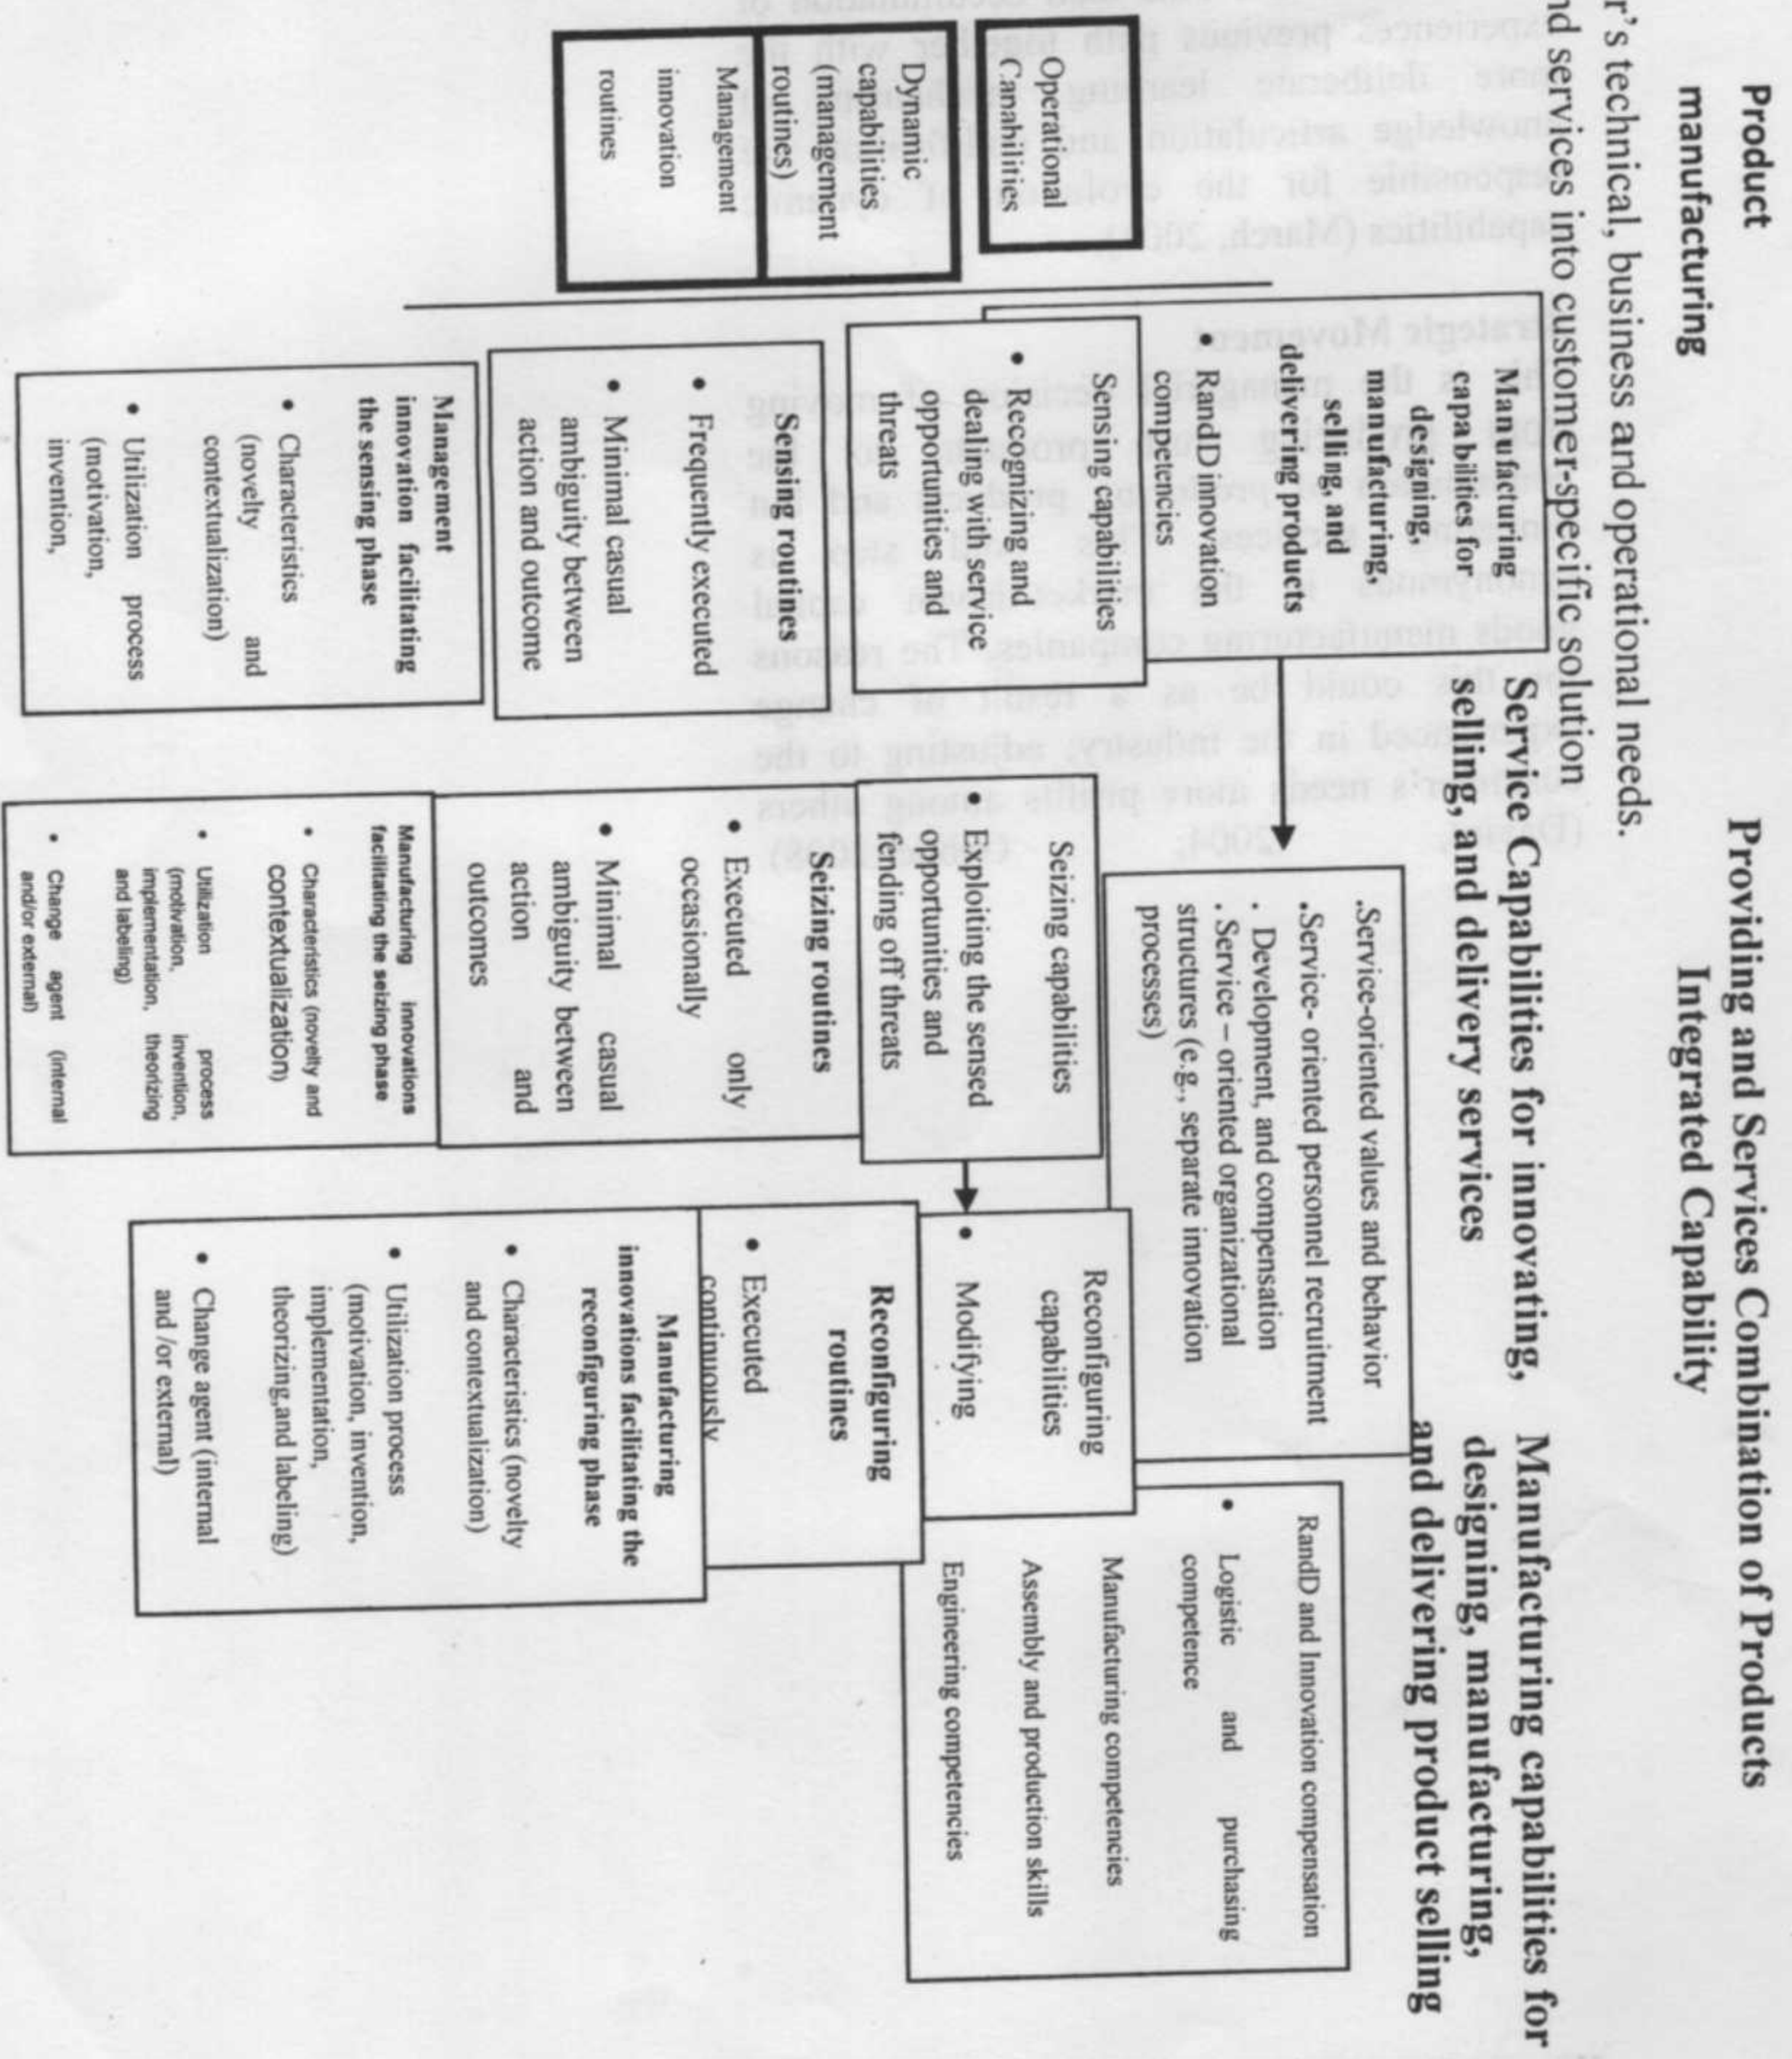 Product
manufacturing
Providing and Services Combination of Products
Integrated Capability
r's technical, business and operational needs.
nd services into customer-specific solution
Operational
Capabilities
Dynamic
capabilities
(management
routines)
Management
innovation
routines
Manufacturing
capabilities for
designing,
manufacturing,
selling, and
delivering products
• RandD innovation
competencies
Sensing capabilities
• Recognizing and
dealing with service
opportunities and
threats
Sensing routines
• Frequently executed
• Minimal casual
ambiguity between
action and outcome
Management
innovation facilitating
the sensing phase
• Characteristics
(novelty and
contextualization)
• Utilization process
(motivation,
invention,
Service Capabilities for innovating,
selling, and delivery services
.Service-oriented values and behavior
.Service- oriented personnel recruitment
. Development, and compensation
. Service – oriented organizational
structures (e.g., separate innovation
processes)
Seizing capabilities
• Exploiting the sensed
opportunities and
fending off threats
Seizing routines
• Executed only
occasionally
• Minimal casual
ambiguity between
action and
outcomes
Manufacturing innovations
facilitating the seizing phase
• Characteristics (novelty and
contextualization)
• Utilization process
(motivation, invention,
implementation, theorizing
and labeling)
• Change agent (internal
and/or external)
Manufacturing capabilities for
designing, manufacturing,
and delivering product selling
RandD and Innovation compensation
• Logistic and purchasing
competence
Manufacturing competencies
Assembly and production skills
Engineering competencies
Reconfiguring
capabilities
• Modifying
Reconfiguring
routines
• Executed
continuously
Manufacturing
innovations facilitating the
reconfiguring phase
• Characteristics (novelty
and contextualization)
• Utilization process
(motivation, invention,
implementation,
theorizing,and labeling)
• Change agent (internal
and /or external)